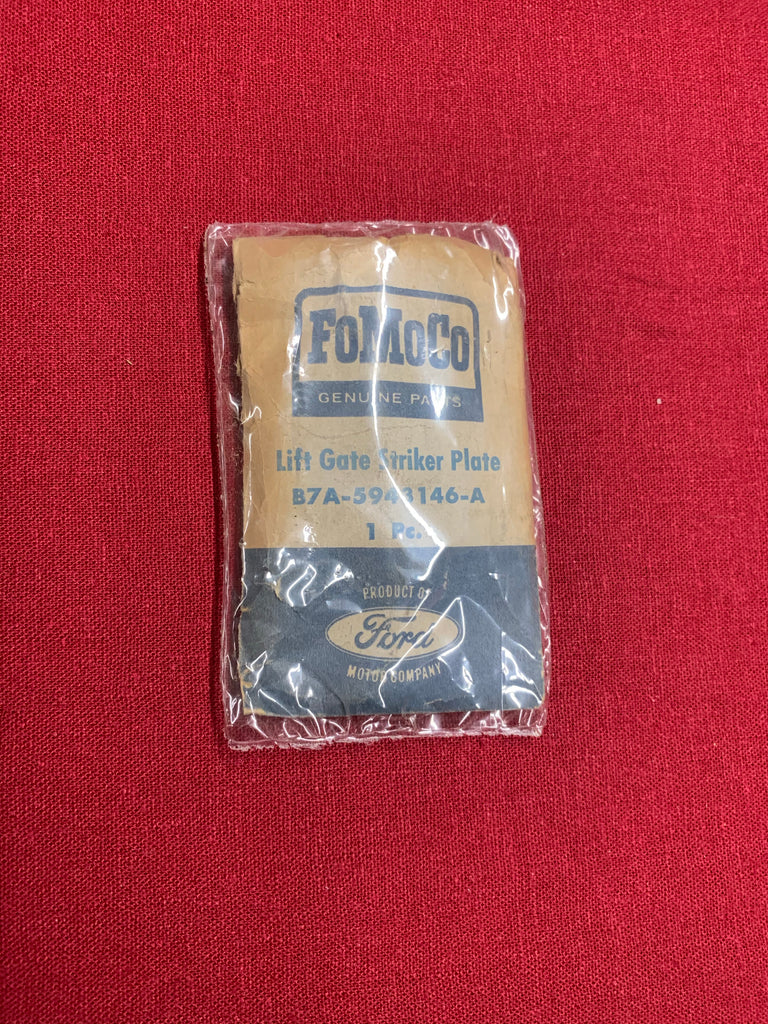 FoMoCo
GENUINE PARTS
Lift Gate Striker Plate
B7A-5943146-A
1 Pc.
PRODUCT OF
Ford
MOTOR COMPANY